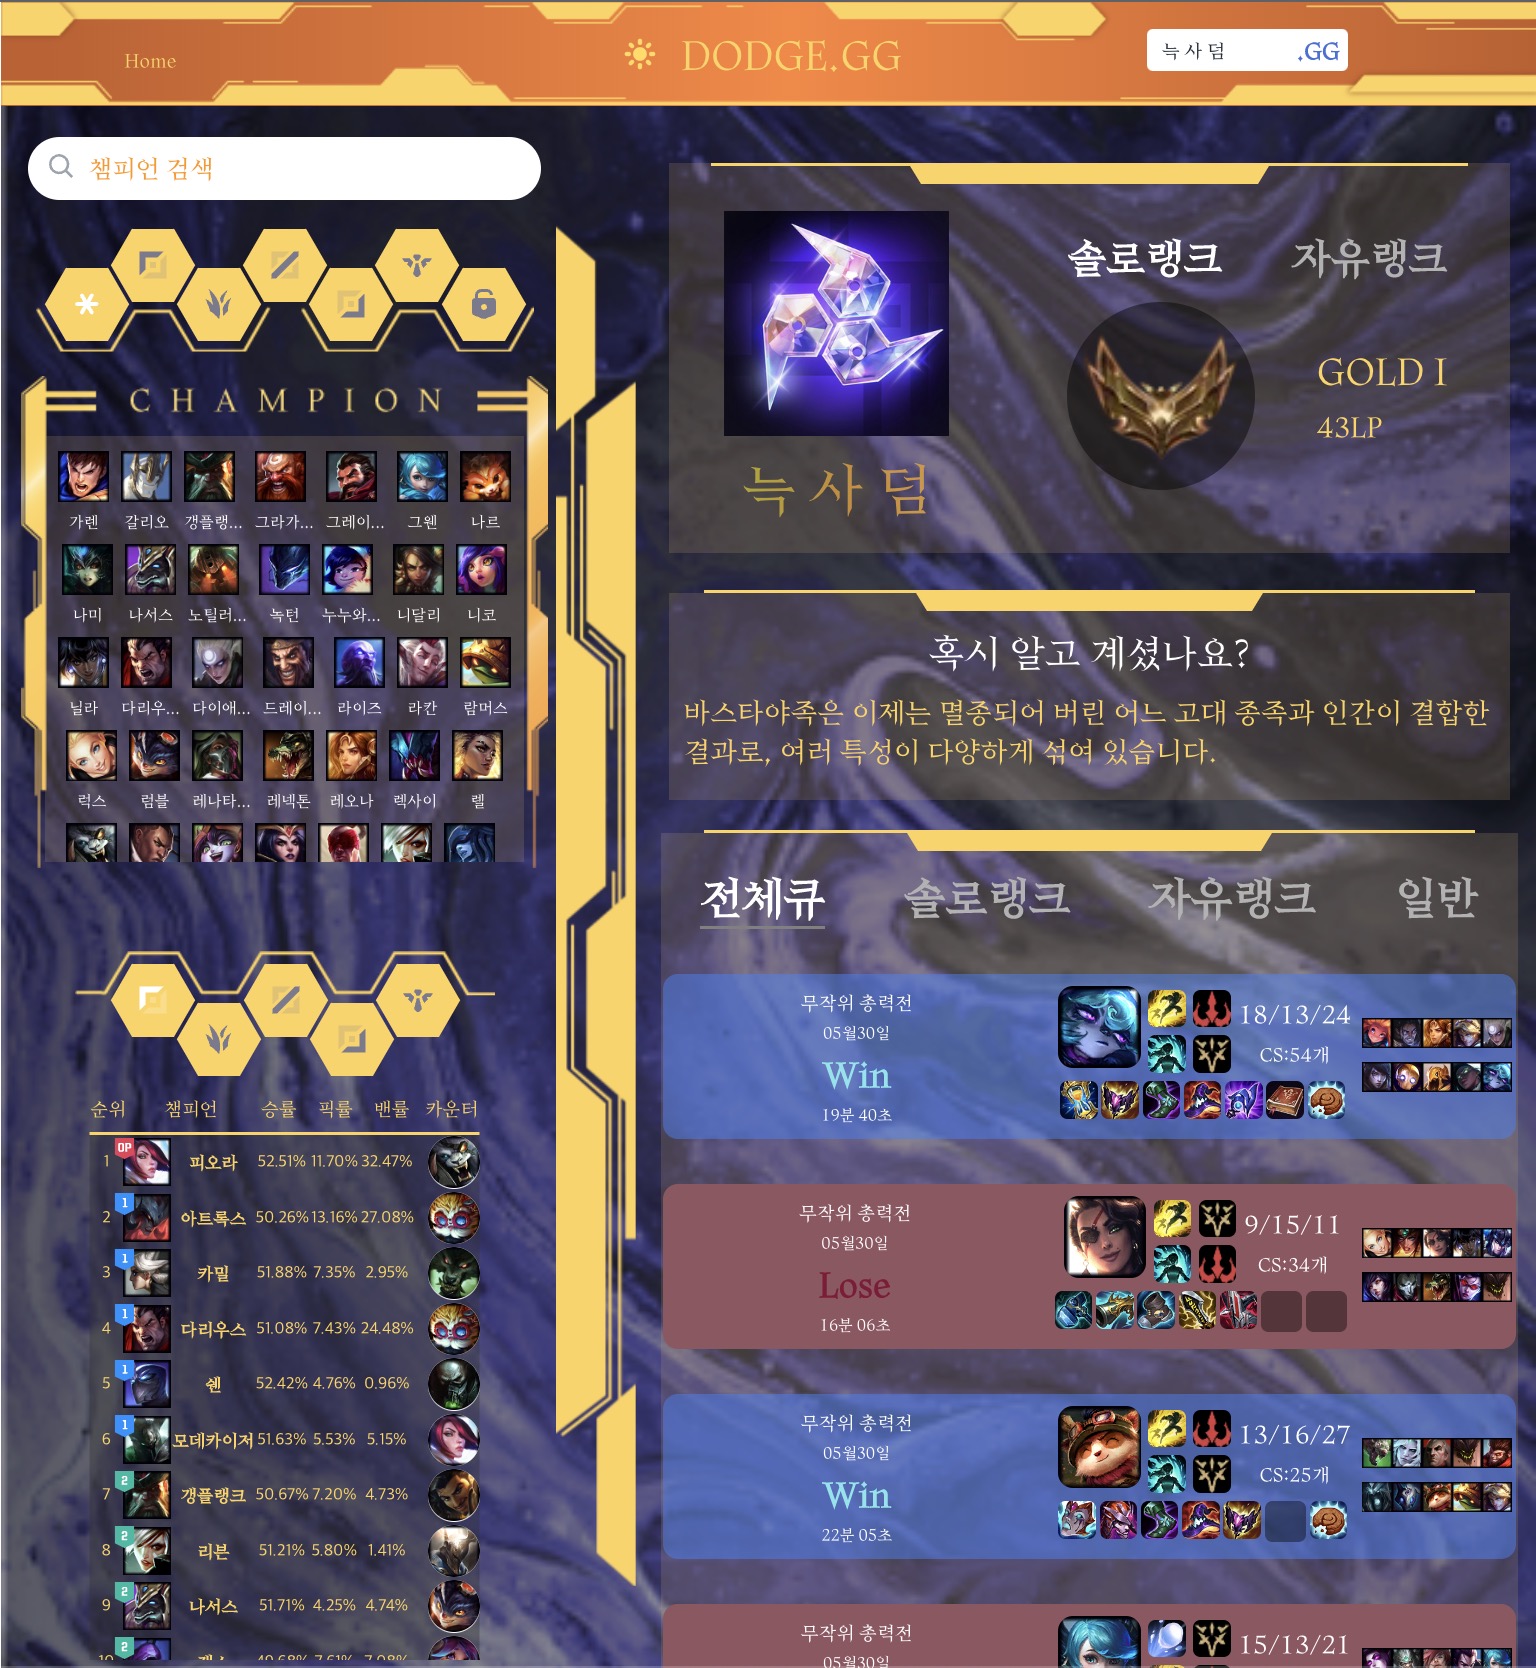 Home
DODGE.GG
늑 사 덤 .GG
챔피언 검색
CHAMPION
가렌 갈리오 갱플랭... 그라가... 그레이... 그웬 나르
나미 나서스 노틸러... 녹턴 누누와... 니달리 니코
닐라 다리우... 다이애... 드레이... 라이즈 라칸 람머스
럭스 럼블 레나타... 레넥톤 레오나 렉사이 렐
순위 챔피언 승률 픽률 밴률 카운터
1 OP 피오라 52.51% 11.70% 32.47%
2 1 아트록스 50.26% 13.16% 27.08%
3 1 카밀 51.88% 7.35% 2.95%
4 1 다리우스 51.08% 7.43% 24.48%
5 1 쉔 52.42% 4.76% 0.96%
6 1 모데카이저 51.63% 5.53% 5.15%
7 2 갱플랭크 50.67% 7.20% 4.73%
8 2 리븐 51.21% 5.80% 1.41%
9 2 나서스 51.71% 4.25% 4.74%
10 2 49.68% 7.61% 7.08%
솔로랭크 자유랭크
GOLD I
43LP
늑 사 덤
혹시 알고 계셨나요?
바스타야족은 이제는 멸종되어 버린 어느 고대 종족과 인간이 결합한
결과로, 여러 특성이 다양하게 섞여 있습니다.
전체큐 솔로랭크 자유랭크 일반
무작위 총력전
05월30일
Win
19분 40초
18/13/24
CS:54개
무작위 총력전
05월30일
Lose
16분 06초
9/15/11
CS:34개
무작위 총력전
05월30일
Win
22분 05초
13/16/27
CS:25개
무작위 총력전
05월30일
15/13/21